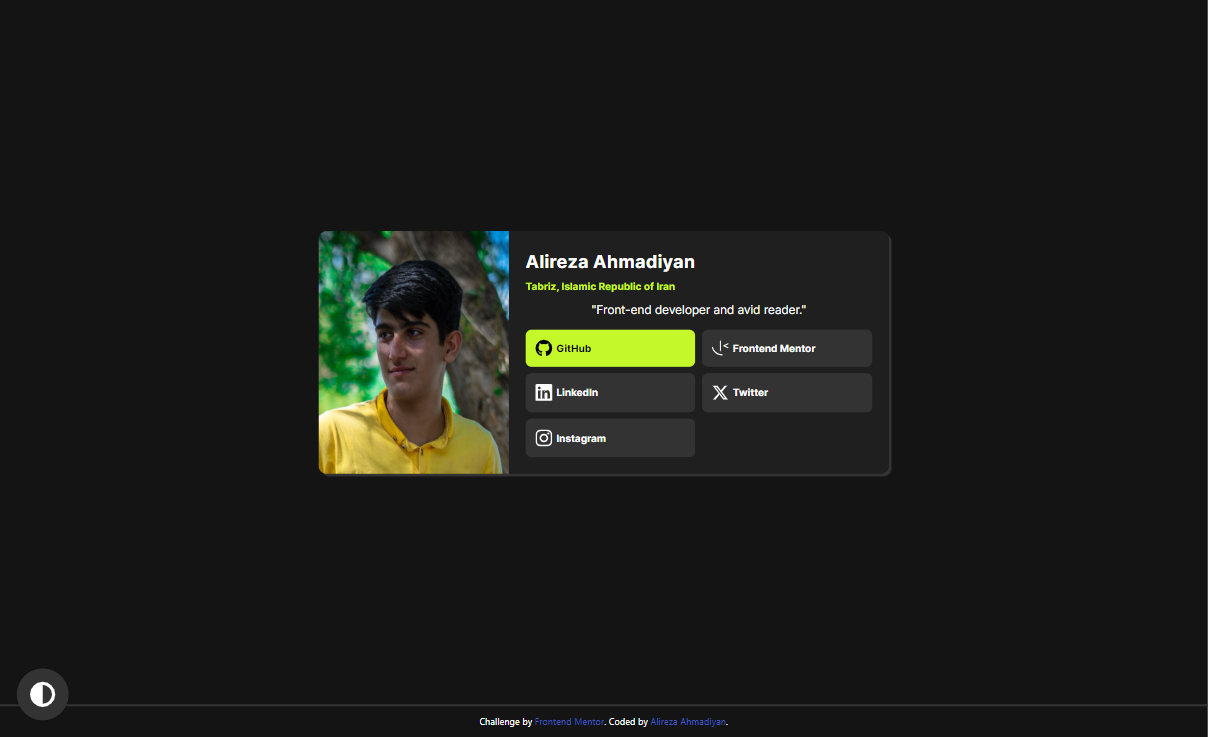 Alireza Ahmadiyan
Tabriz, Islamic Republic of Iran
"Front-end developer and avid reader."
GitHub
Frontend Mentor
LinkedIn
Twitter
Instagram
Challenge by Frontend Mentor. Coded by Alireza Ahmadiyan.